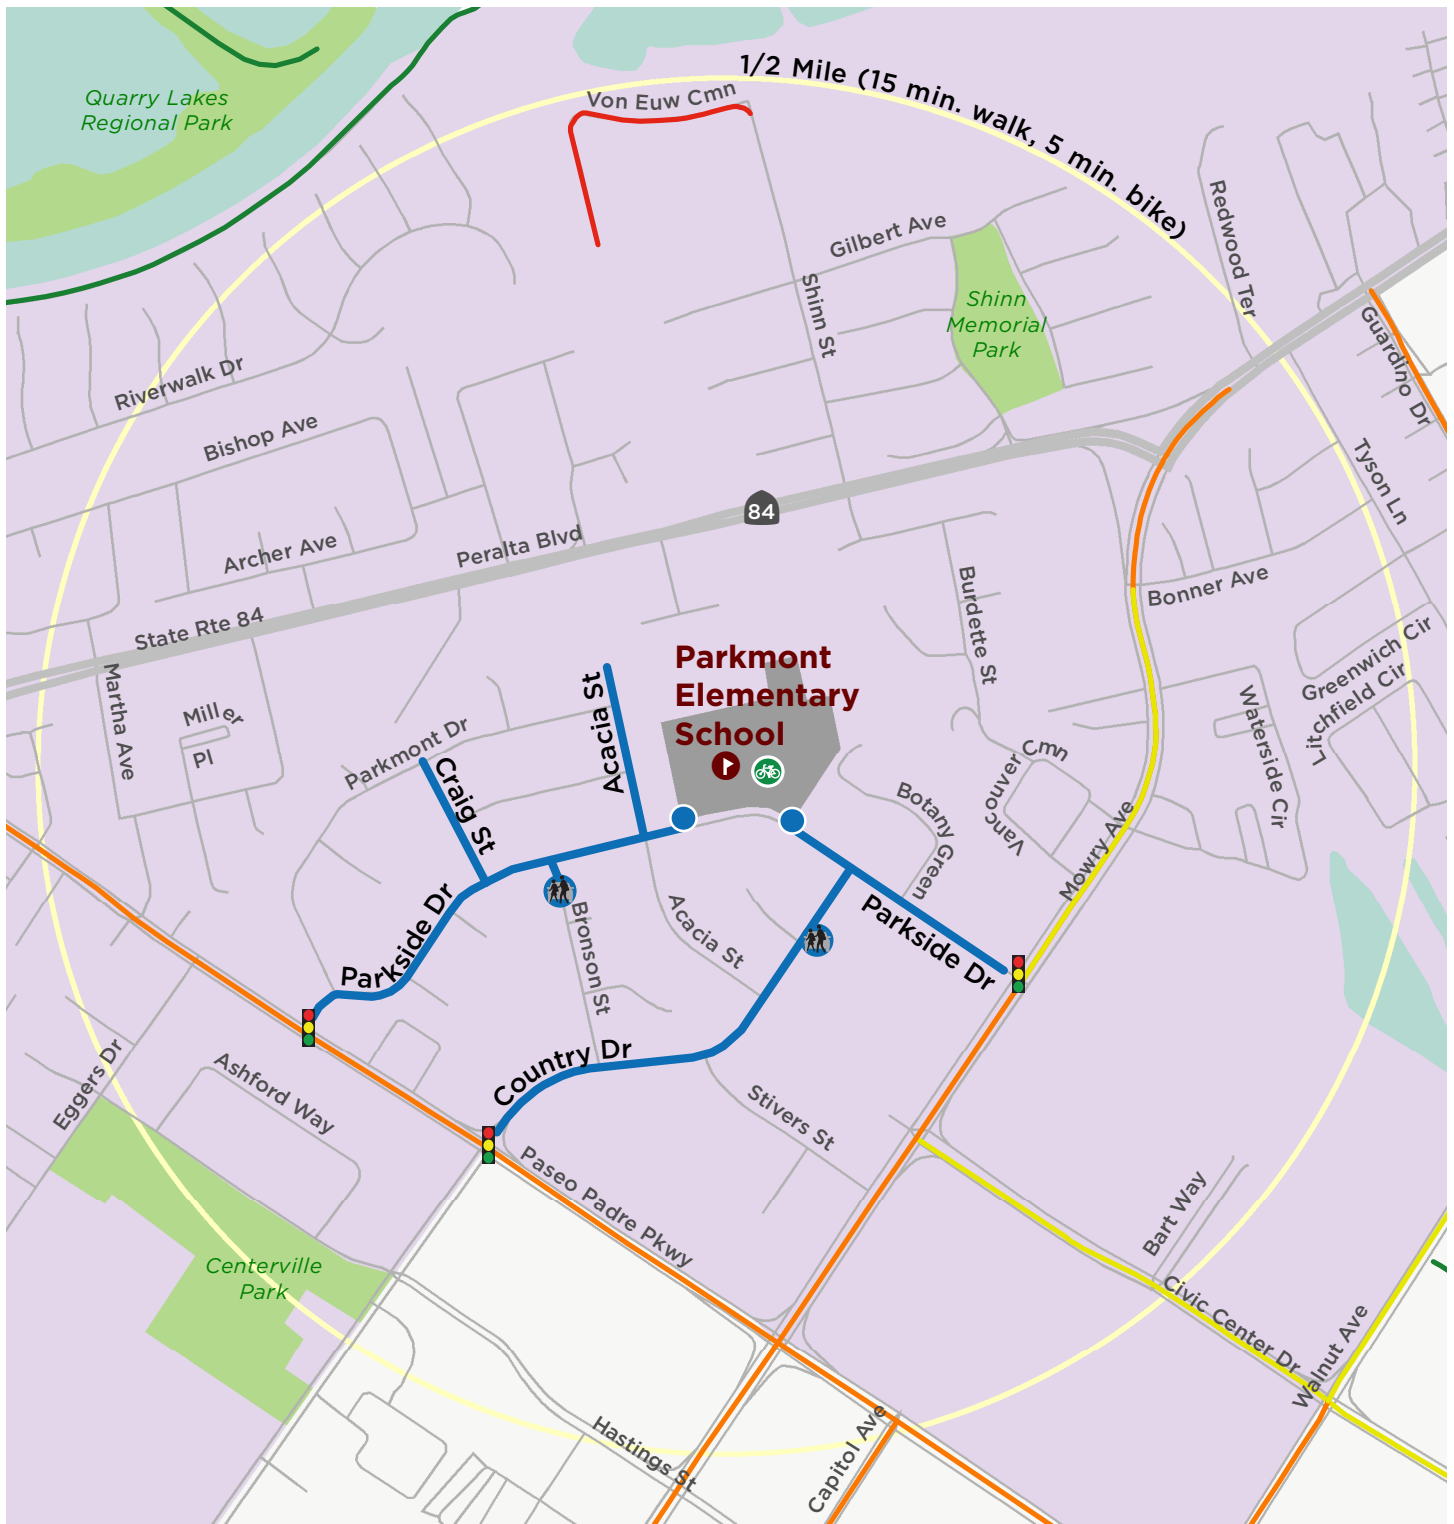 1/2 Mile (15 min. walk, 5 min. bike)
Quarry Lakes
Regional Park
Von Euw Cmn
Redwood Ter
Gilbert Ave
Shinn St
Shinn
Memorial
Park
Guardino Dr
Riverwalk Dr
Bishop Ave
Tyson Ln
84
Archer Ave
Peralta Blvd
Burdette St
Bonner Ave
State Rte 84
Greenwich Cir
Litchfield Cir
Martha Ave
Miller
Pl
Parkmont Dr
Craig St
Acacia St
Parkmont
Elementary
School
Waterside Cir
Vancouver Cmn
Botany Green
Mowry Ave
Parkside Dr
Bronson St
Acacia St
Parkside Dr
Eggers Dr
Ashford Way
Country Dr
Stivers St
Paseo Padre Pkwy
Bart Way
Centerville
Park
Civic Center Dr
Walnut Ave
Hastings St
Capitol Ave